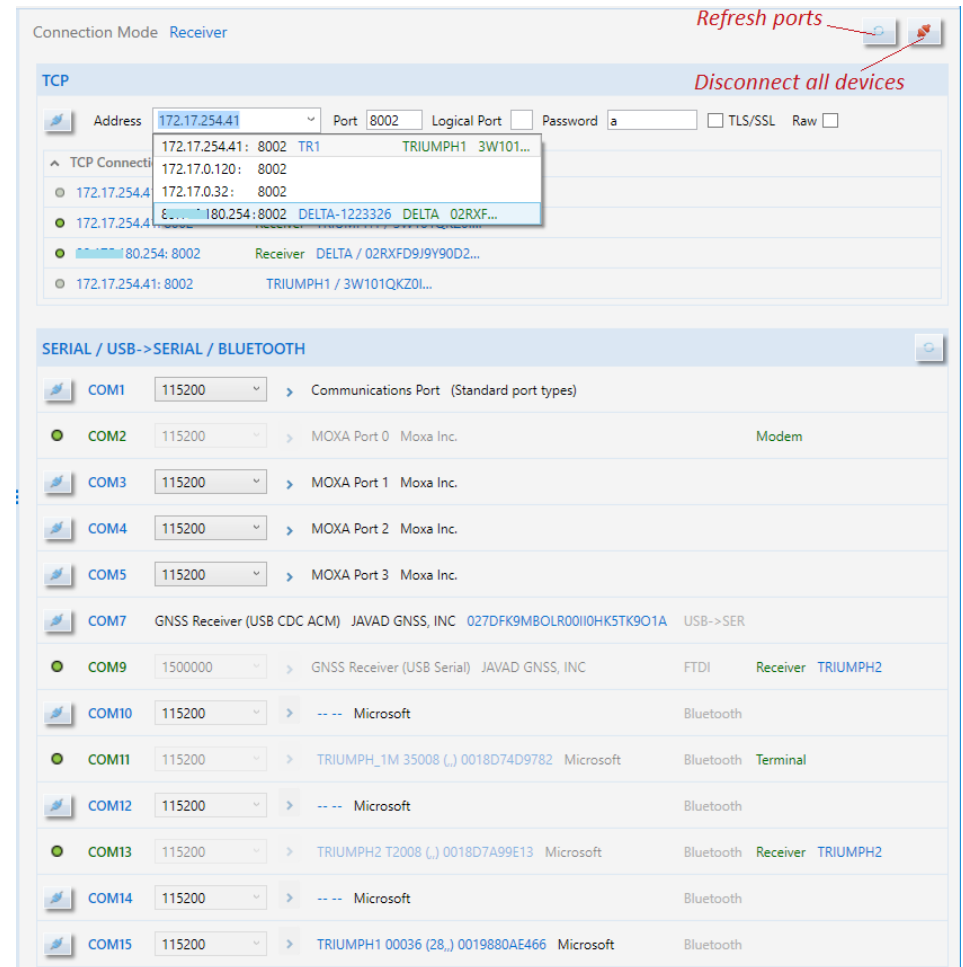 Refresh ports
Connection Mode Receiver
Disconnect all devices
TCP
Address 172.17.254.41 Port 8002 Logical Port Password a TLS/SSL Raw
172.17.254.41: 8002 TR1 TRIUMPH1 3W101...
TCP Connecti
172.17.0.120: 8002
172.17.254.4 172.17.0.32: 8002
180.254:8002 DELTA-1223326 DELTA 02RXF...
172.17.254.4
80.254: 8002 Receiver DELTA / 02RXFD9J9Y90D2...
172.17.254.41: 8002 TRIUMPH1 / 3W101QKZ0I...
SERIAL / USB->SERIAL / BLUETOOTH
COM1 115200 Communications Port (Standard port types)
COM2 115200 MOXA Port 0 Moxa Inc. Modem
COM3 115200 MOXA Port 1 Moxa Inc.
COM4 115200 MOXA Port 2 Moxa Inc.
COM5 115200 MOXA Port 3 Moxa Inc.
COM7 GNSS Receiver (USB CDC ACM) JAVAD GNSS, INC 027DFK9MBOLR00II0HK5TK9O1A USB->SER
COM9 1500000 GNSS Receiver (USB Serial) JAVAD GNSS, INC FTDI Receiver TRIUMPH2
COM10 115200 -- -- Microsoft Bluetooth
COM11 115200 TRIUMPH_1M 35008 (,,) 0018D74D9782 Microsoft Bluetooth Terminal
COM12 115200 -- -- Microsoft Bluetooth
COM13 115200 TRIUMPH2 T2008 (,,) 0018D7A99E13 Microsoft Bluetooth Receiver TRIUMPH2
COM14 115200 -- -- Microsoft Bluetooth
COM15 115200 TRIUMPH1 00036 (28,,) 0019880AE466 Microsoft Bluetooth